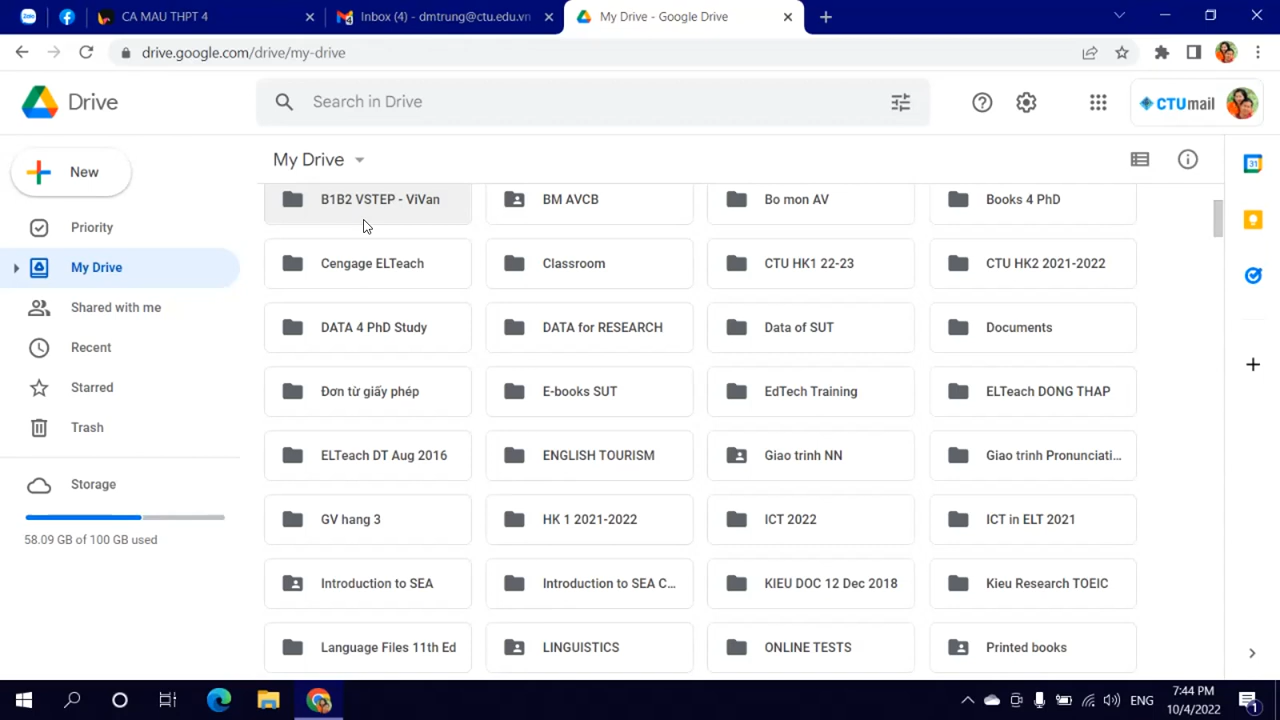 CA MAU THPT 4
Inbox (4) - dmtrung@ctu.edu.vn
My Drive - Google Drive
drive.google.com/drive/my-drive
Drive
Search in Drive
CTUmail
New
My Drive
Priority
My Drive
Shared with me
Recent
Starred
Trash
Storage
58.09 GB of 100 GB used
B1B2 VSTEP - ViVan
BM AVCB
Bo mon AV
Books 4 PhD
Cengage ELTeach
Classroom
CTU HK1 22-23
CTU HK2 2021-2022
DATA 4 PhD Study
DATA for RESEARCH
Data of SUT
Documents
Đơn từ giấy phép
E-books SUT
EdTech Training
ELTeach DONG THAP
ELTeach DT Aug 2016
ENGLISH TOURISM
Giao trinh NN
Giao trinh Pronunciati...
GV hang 3
HK 1 2021-2022
ICT 2022
ICT in ELT 2021
Introduction to SEA
Introduction to SEA C...
KIEU DOC 12 Dec 2018
Kieu Research TOEIC
Language Files 11th Ed
LINGUISTICS
ONLINE TESTS
Printed books
31
ENG
7:44 PM
10/4/2022
1